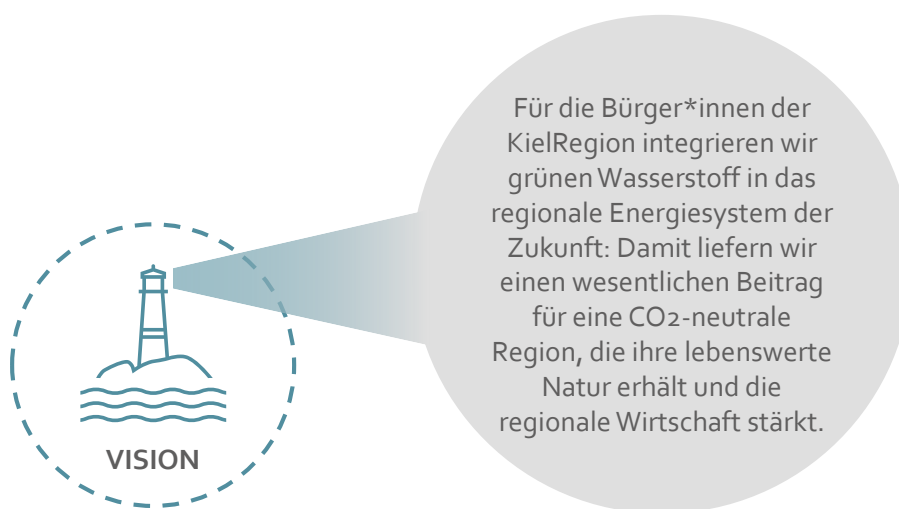 Für die Bürger*innen der
KielRegion integrieren wir
grünen Wasserstoff in das
regionale Energiesystem der
Zukunft: Damit liefern wir
einen wesentlichen Beitrag
für eine CO2-neutrale
Region, die ihre lebenswerte
Natur erhält und die
regionale Wirtschaft stärkt.
VISION